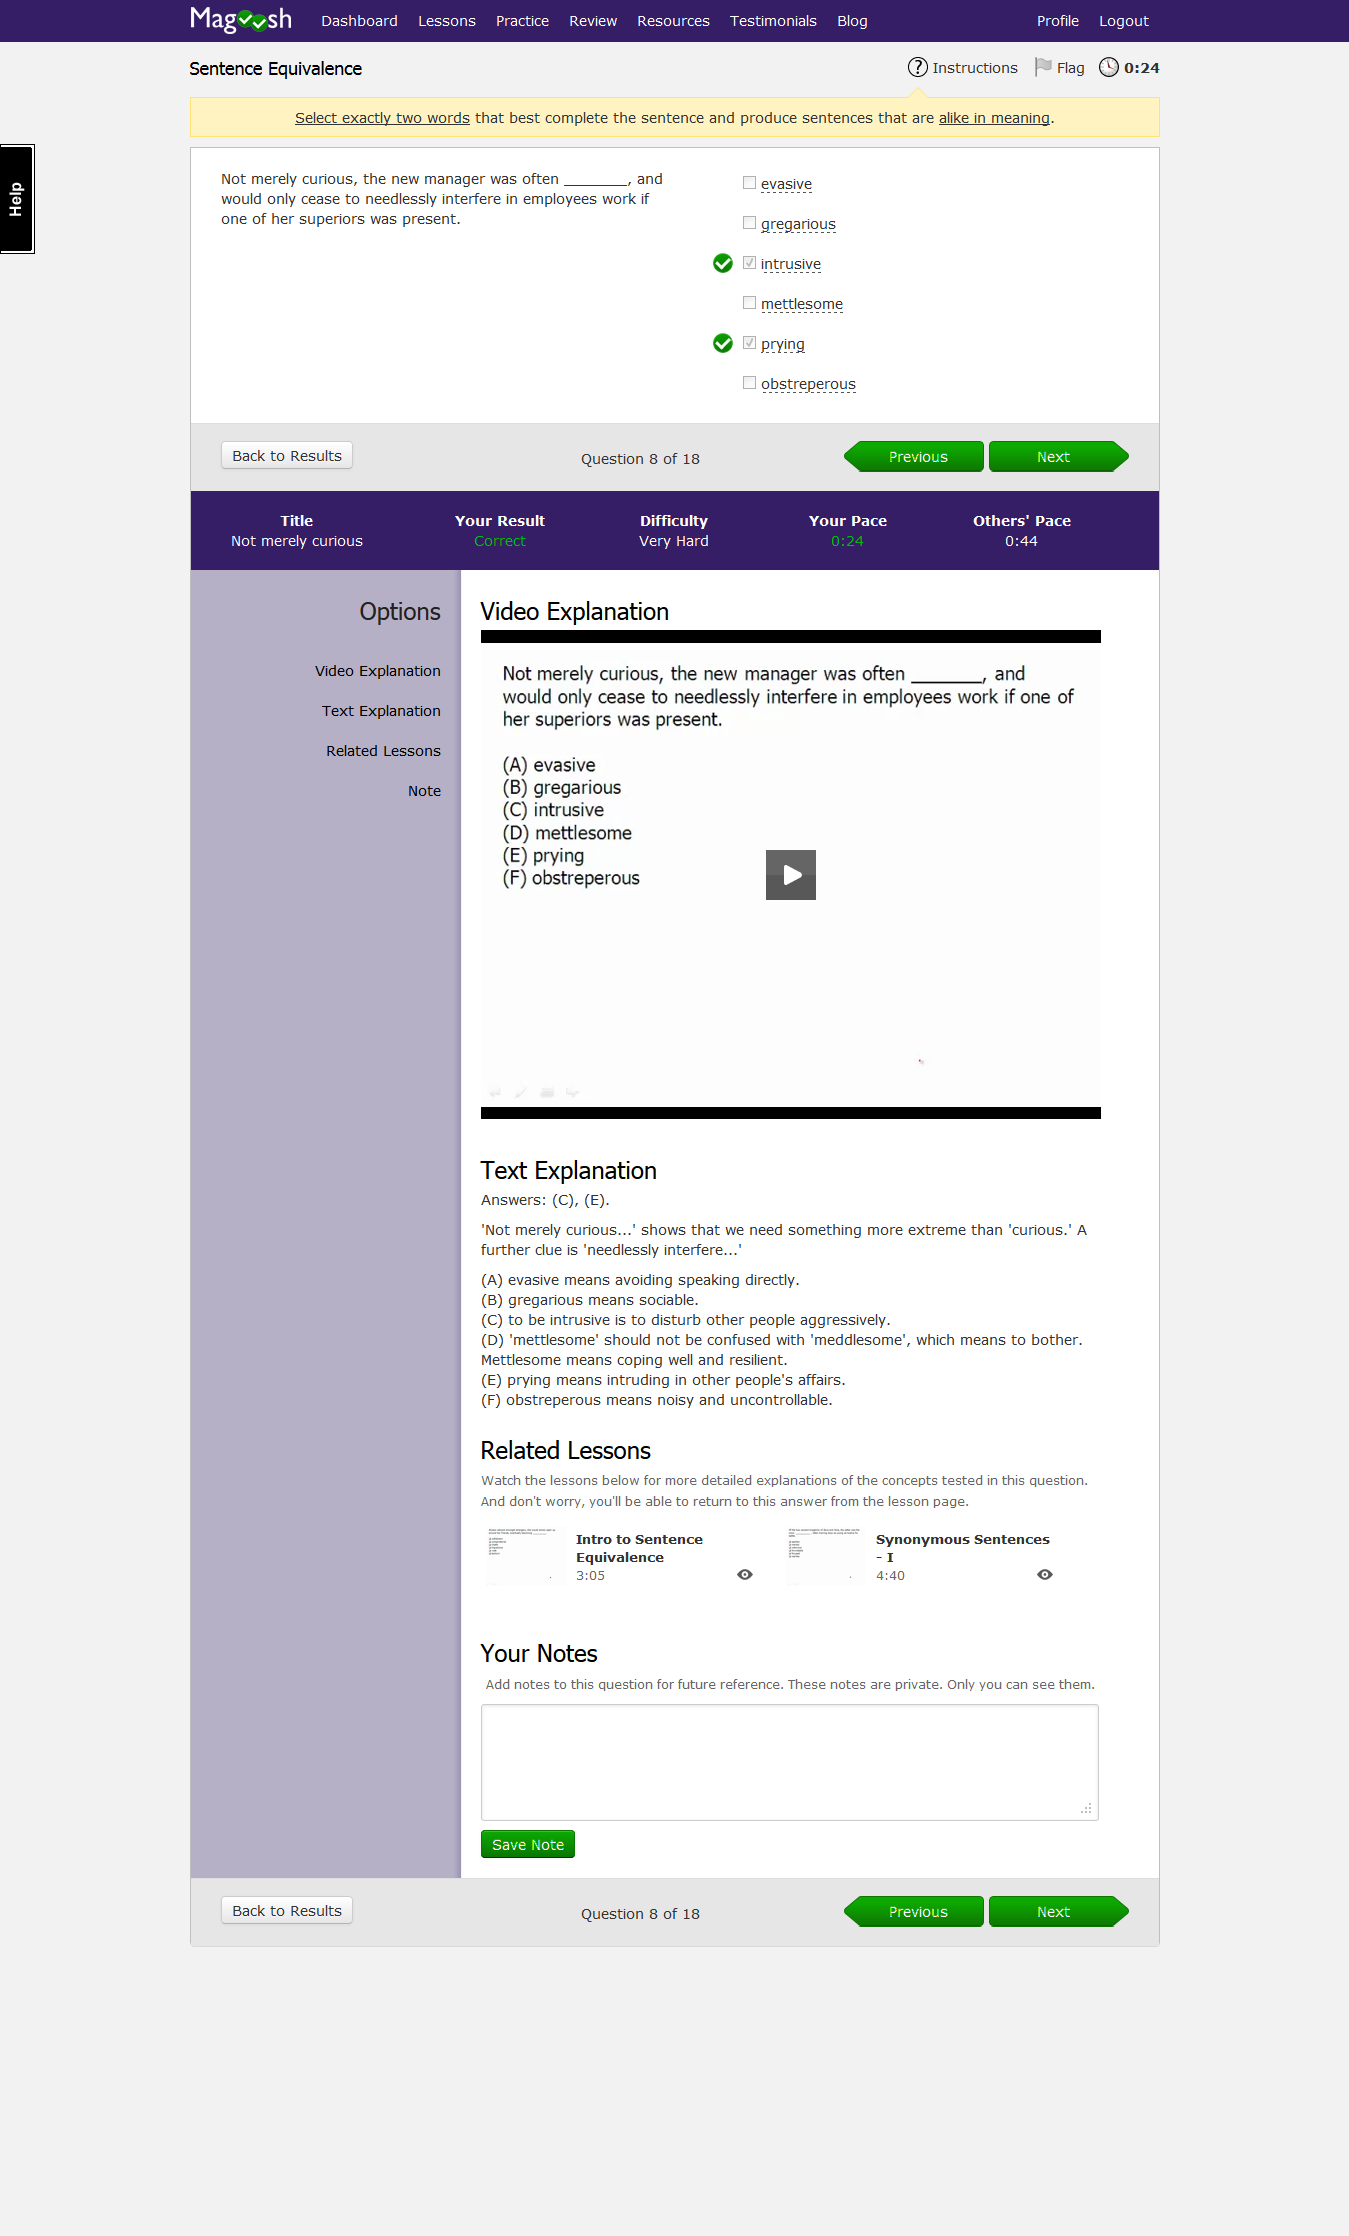 Magoosh Dashboard Lessons Practice Review Resources Testimonials Blog Profile Logout
Sentence Equivalence
Instructions Flag 0:24
Select exactly two words that best complete the sentence and produce sentences that are alike in meaning.
Help
Not merely curious, the new manager was often ________, and
would only cease to needlessly interfere in employees work if
one of her superiors was present.
evasive
gregarious
intrusive
mettlesome
prying
obstreperous
Back to Results Question 8 of 18 Previous Next
Title Your Result Difficulty Your Pace Others' Pace
Not merely curious Correct Very Hard 0:24 0:44
Options
Video Explanation
Text Explanation
Related Lessons
Note
Video Explanation
Not merely curious, the new manager was often _______, and
would only cease to needlessly interfere in employees work if one of
her superiors was present.
(A) evasive
(B) gregarious
(C) intrusive
(D) mettlesome
(E) prying
(F) obstreperous
Text Explanation
Answers: (C), (E).
'Not merely curious...' shows that we need something more extreme than 'curious.' A
further clue is 'needlessly interfere...'
(A) evasive means avoiding speaking directly.
(B) gregarious means sociable.
(C) to be intrusive is to disturb other people aggressively.
(D) 'mettlesome' should not be confused with 'meddlesome', which means to bother.
Mettlesome means coping well and resilient.
(E) prying means intruding in other people's affairs.
(F) obstreperous means noisy and uncontrollable.
Related Lessons
Watch the lessons below for more detailed explanations of the concepts tested in this question.
And don't worry, you'll be able to return to this answer from the lesson page.
Intro to Sentence
Equivalence
3:05
Synonymous Sentences
- I
4:40
Your Notes
Add notes to this question for future reference. These notes are private. Only you can see them.
Save Note
Back to Results Question 8 of 18 Previous Next